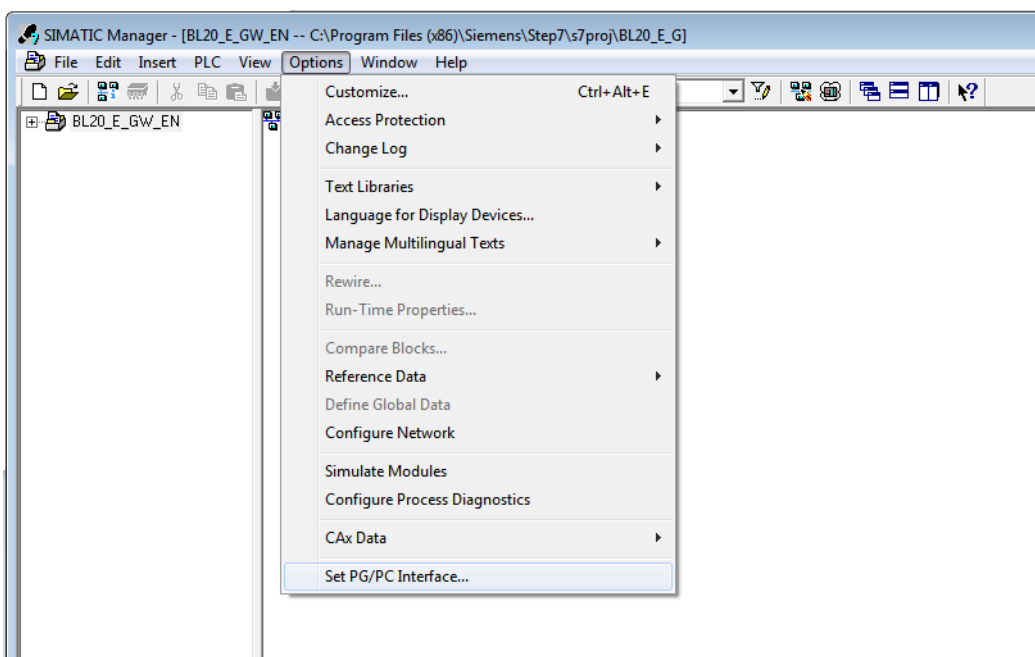 SIMATIC Manager - [BL20_E_GW_EN -- C:\Program Files (x86)\Siemens\Step7\s7proj\BL20_E_G]
File Edit Insert PLC View Options Window Help
BL20_E_GW_EN
Customize... Ctrl+Alt+E
Access Protection
Change Log
Text Libraries
Language for Display Devices...
Manage Multilingual Texts
Rewire...
Run-Time Properties...
Compare Blocks...
Reference Data
Define Global Data
Configure Network
Simulate Modules
Configure Process Diagnostics
CAx Data
Set PG/PC Interface...